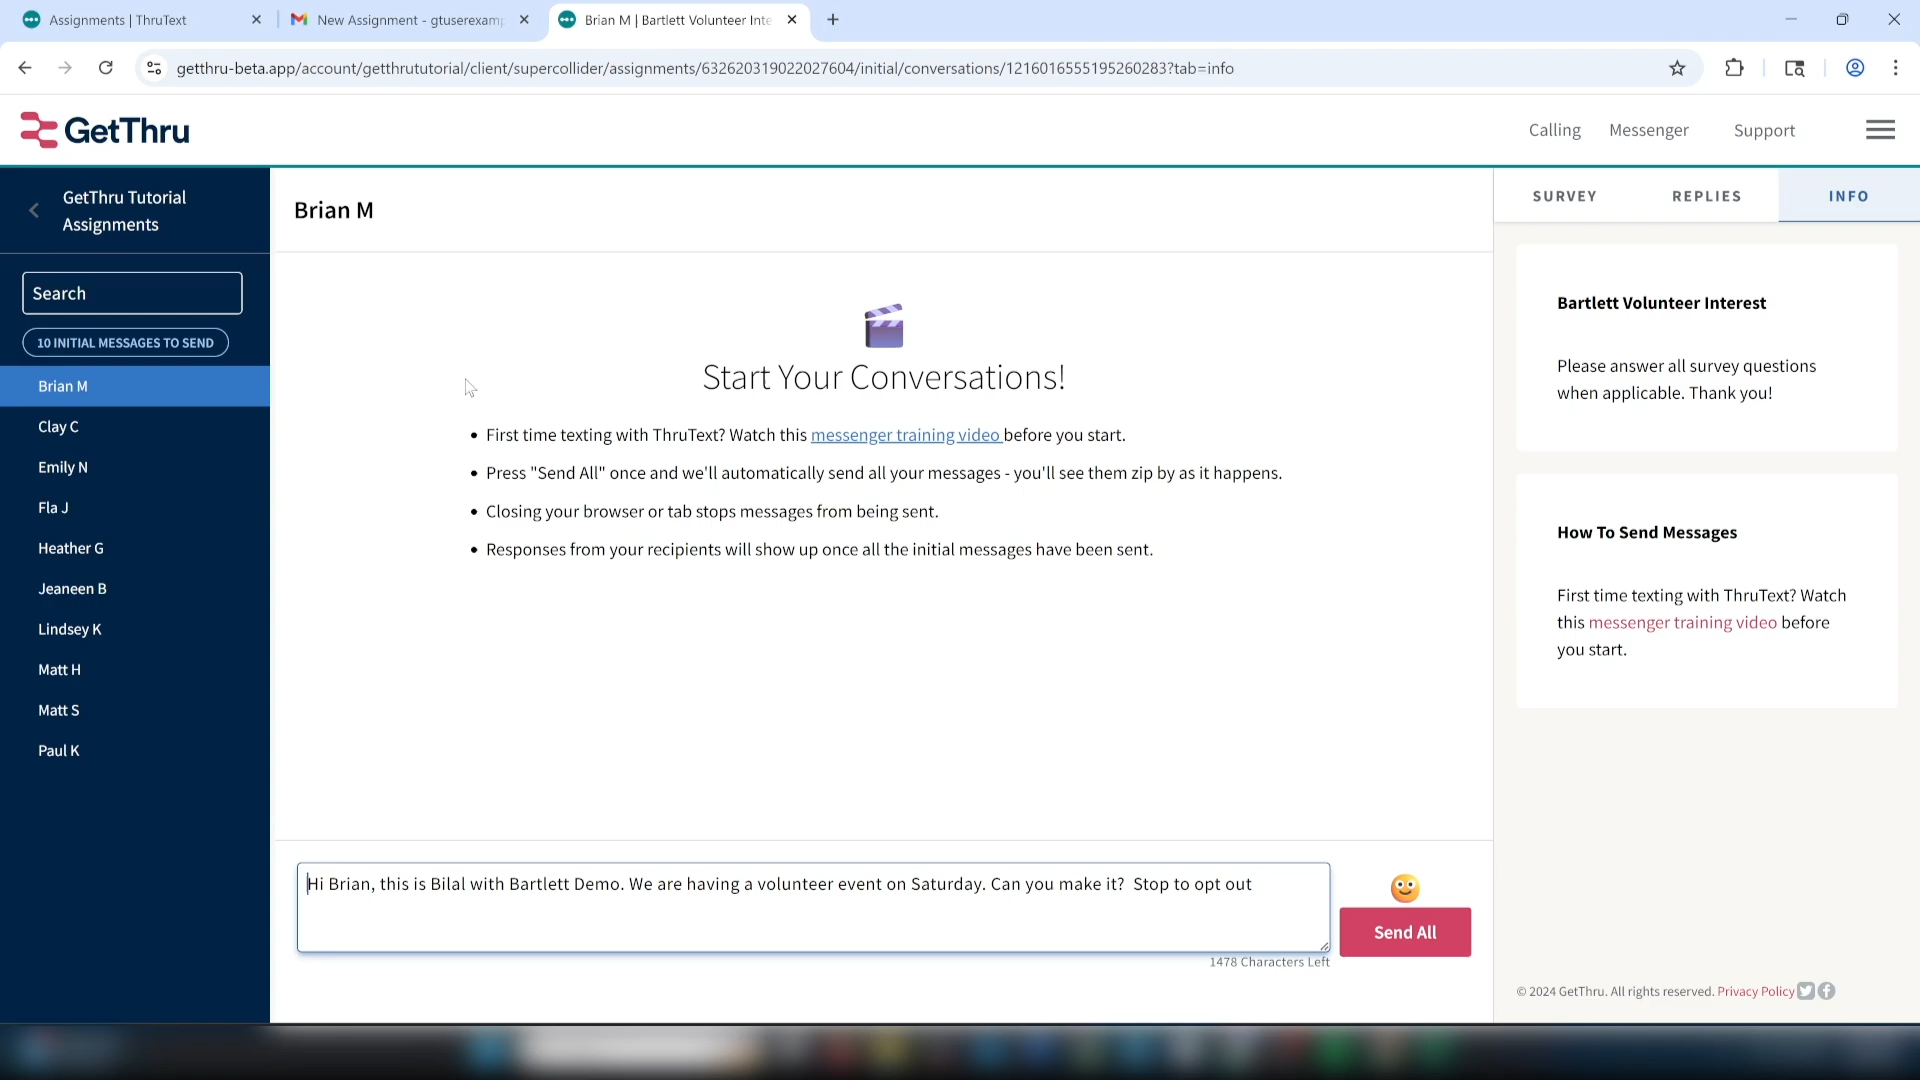 Assignments | ThruText
New Assignment - gtuserexamp
Brian M | Bartlett Volunteer Inte
getthru-beta.app/account/getthrututorial/client/supercollider/assignments/632620319022027604/initial/conversations/1216016555195260283?tab=info
GetThru
Calling
Messenger
Support
GetThru Tutorial
Assignments
Search
10 INITIAL MESSAGES TO SEND
Brian M
Clay C
Emily N
Fla J
Heather G
Jeaneen B
Lindsey K
Matt H
Matt S
Paul K
Brian M
Start Your Conversations!
• First time texting with ThruText? Watch this messenger training video before you start.
• Press "Send All" once and we'll automatically send all your messages - you'll see them zip by as it happens.
• Closing your browser or tab stops messages from being sent.
• Responses from your recipients will show up once all the initial messages have been sent.
Hi Brian, this is Bilal with Bartlett Demo. We are having a volunteer event on Saturday. Can you make it?  Stop to opt out
Send All
1478 Characters Left
SURVEY
REPLIES
INFO
Bartlett Volunteer Interest
Please answer all survey questions
when applicable. Thank you!
How To Send Messages
First time texting with ThruText? Watch
this messenger training video before
you start.
© 2024 GetThru. All rights reserved. Privacy Policy